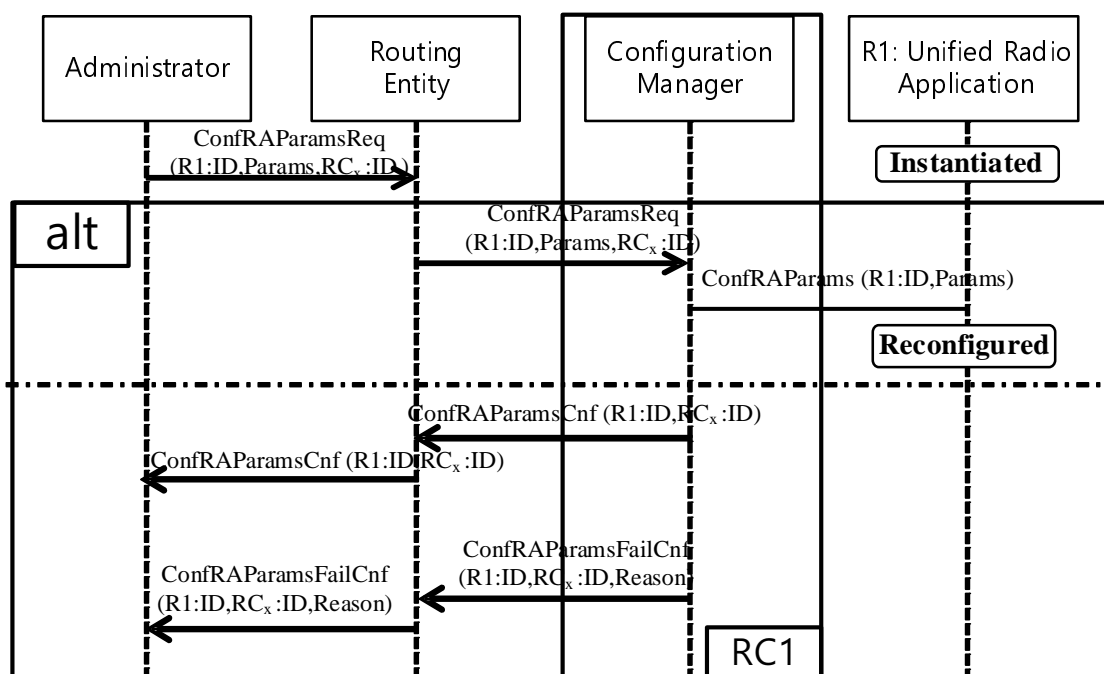 Administrator
Routing
Entity
Configuration
Manager
R1: Unified Radio
Application
ConfRAParamsReq
(R1:ID,Params,RCx:ID)
Instantiated
alt
ConfRAParamsReq
(R1:ID,Params,RCx:ID)
ConfRAParams (R1:ID,Params)
Reconfigured
ConfRAParamsCnf (R1:ID,RCx:ID)
ConfRAParamsCnf (R1:ID,RCx:ID)
ConfRAParamsFailCnf
(R1:ID,RCx:ID,Reason)
ConfRAParamsFailCnf
(R1:ID,RCx:ID,Reason)
RC1